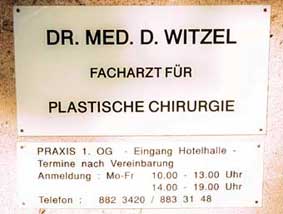 DR. MED. D. WITZEL
FACHARZT FÜR
PLASTISCHE CHIRURGIE
PRAXIS 1. OG - Eingang Hotelhalle -
Termine nach Vereinbarung
Anmeldung : Mo-Fr 10.00 - 13.00 Uhr
14.00 - 19.00 Uhr
Telefon : 882 3420 / 883 31 48